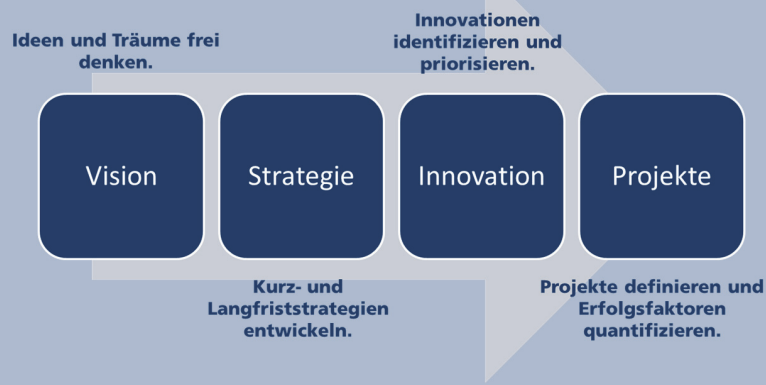 Ideen und Träume frei
denken.
Innovationen
identifizieren und
priorisieren.
Vision
Strategie
Innovation
Projekte
Kurz- und
Langfriststrategien
entwickeln.
Projekte definieren und
Erfolgsfaktoren
quantifizieren.